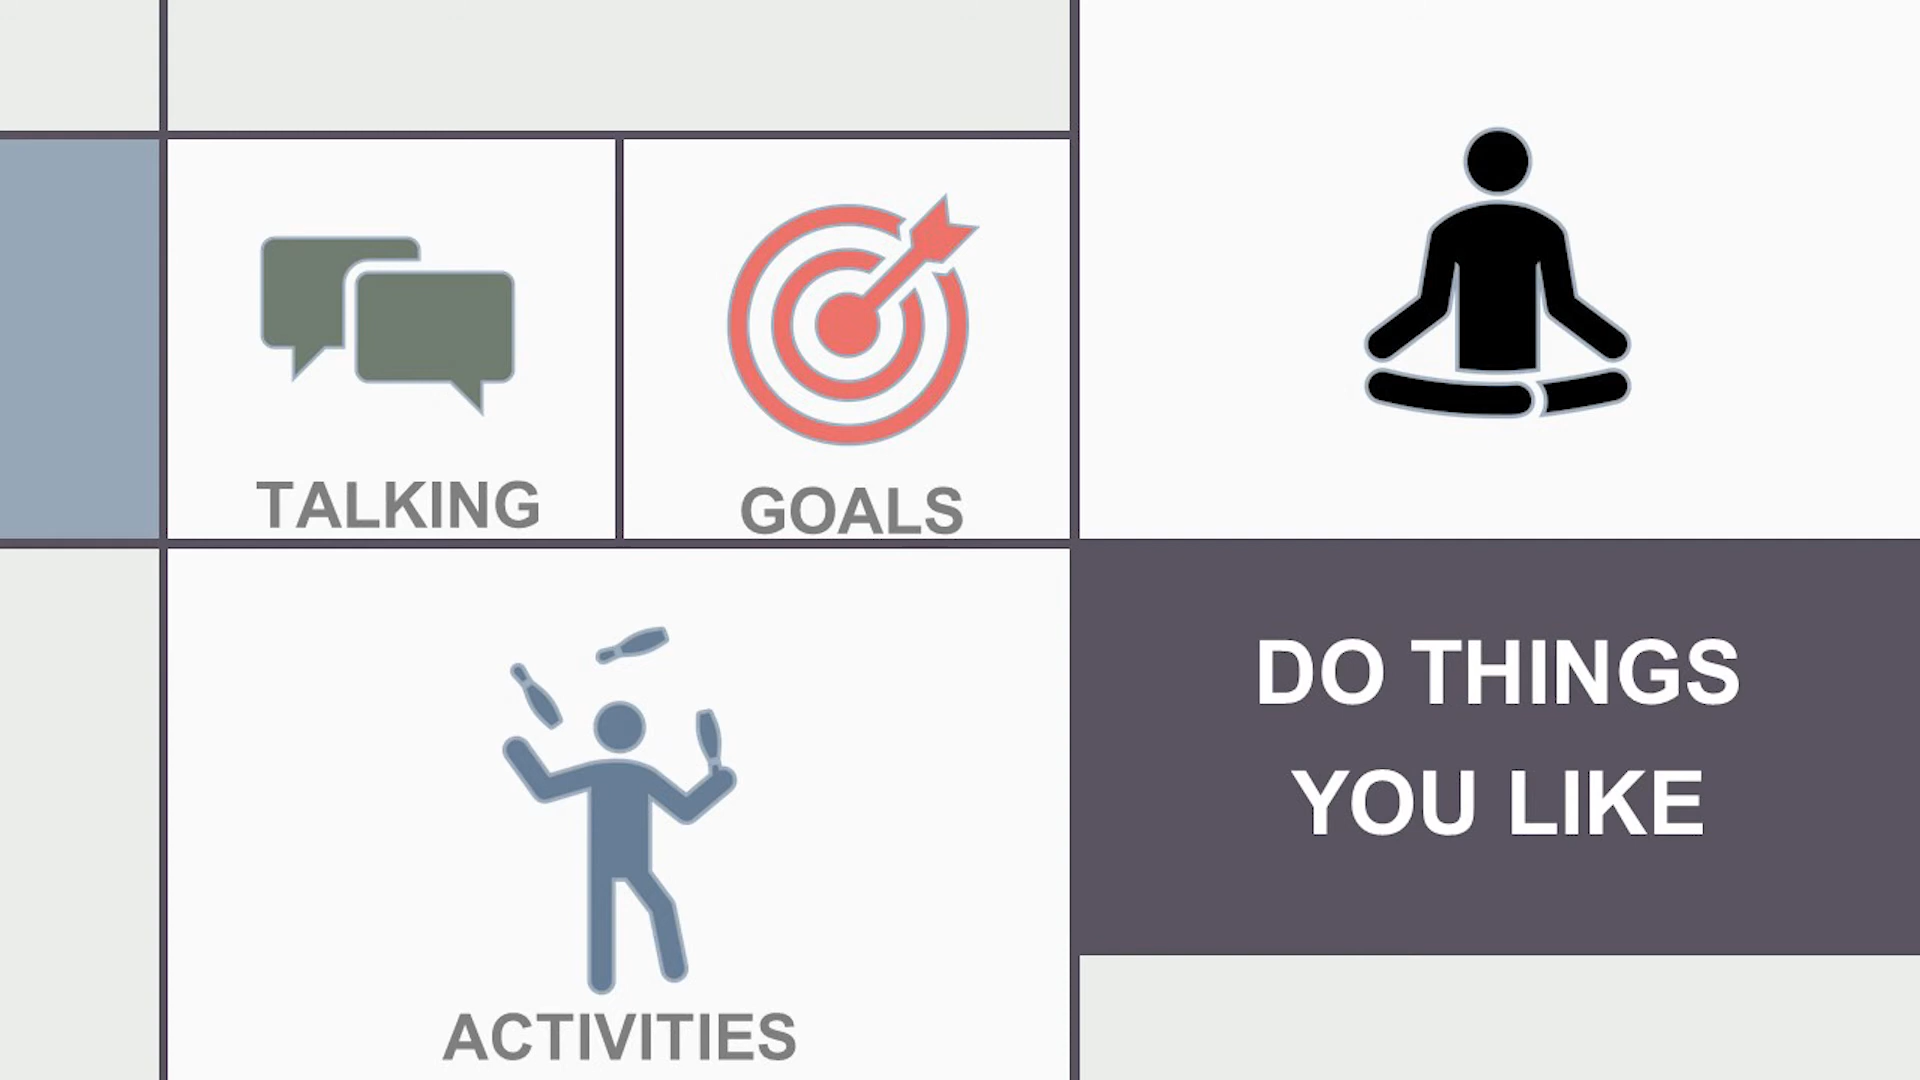 TALKING
GOALS
ACTIVITIES
DO THINGS
YOU LIKE